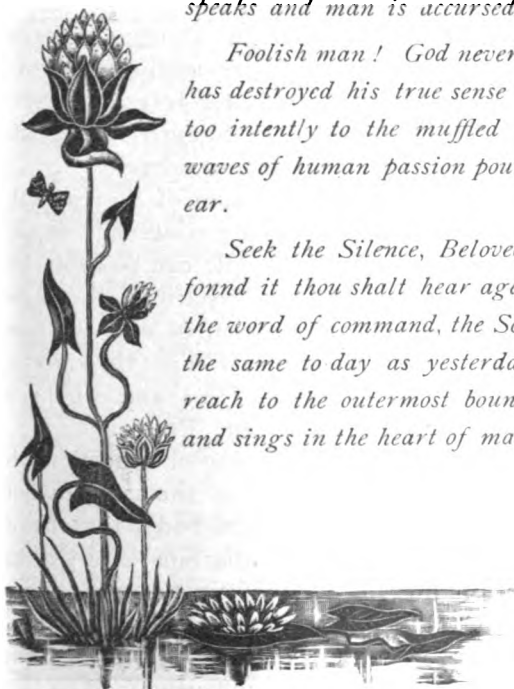 speaks and man is accursed
Foolish man! God never
has destroyed his true sense
too intently to the muffled
waves of human passion pou
ear.
Seek the Silence, Belove
fonnd it thou shalt hear aga
the word of command, the S
the same to day as yesterda
reach to the outermost boun
and sings in the heart of ma